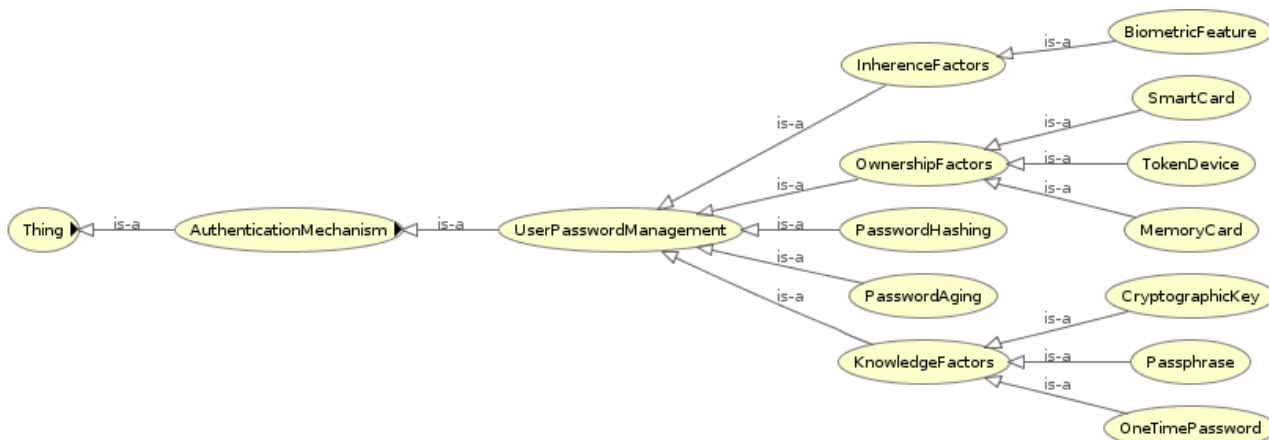 BiometricFeature
is-a
InherenceFactors
SmartCard
is-a
is-a
OwnershipFactors
is-a
TokenDevice
is-a
is-a
Thing
is-a
AuthenticationMechanism
is-a
UserPasswordManagement
is-a
PasswordHashing
MemoryCard
is-a
PasswordAging
CryptographicKey
is-a
is-a
KnowledgeFactors
is-a
Passphrase
is-a
OneTimePassword